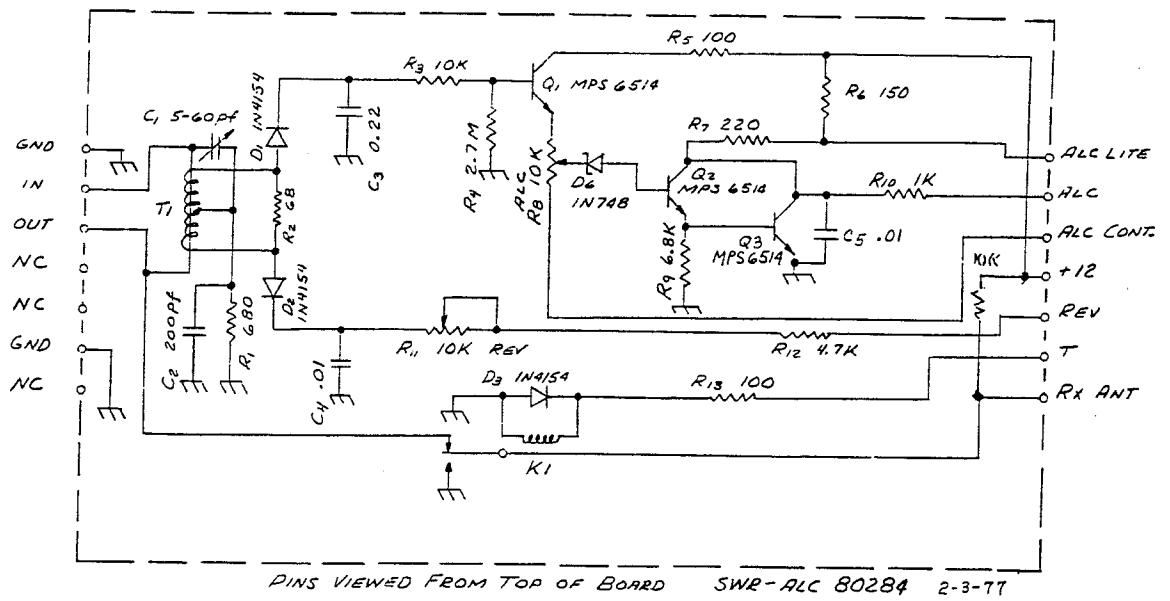 R5 100
R3 10K
Q1 MPS 6514
R6 150
C1 5-60pf
D1 1N4154
0.22
C3
R4 2.7M
ALC
R8 10K
R7 220
GND
ALC LITE
IN
T1
R2 68
D6
1N748
Q2
MPS 6514
R10 1K
ALC
OUT
Q3
MPS6514
C5 .01
ALC CONT.
NC
R9 6.8K
10K
+12
D2
1N4154
NC
C2 200Pf
R1 680
REV
GND
C4 .01
R11 10K
REV
R12 4.7K
T
NC
D3 1N4154
R13 100
RX ANT
K1
PINS VIEWED FROM TOP OF BOARD SWR-ALC 80284 2-3-77